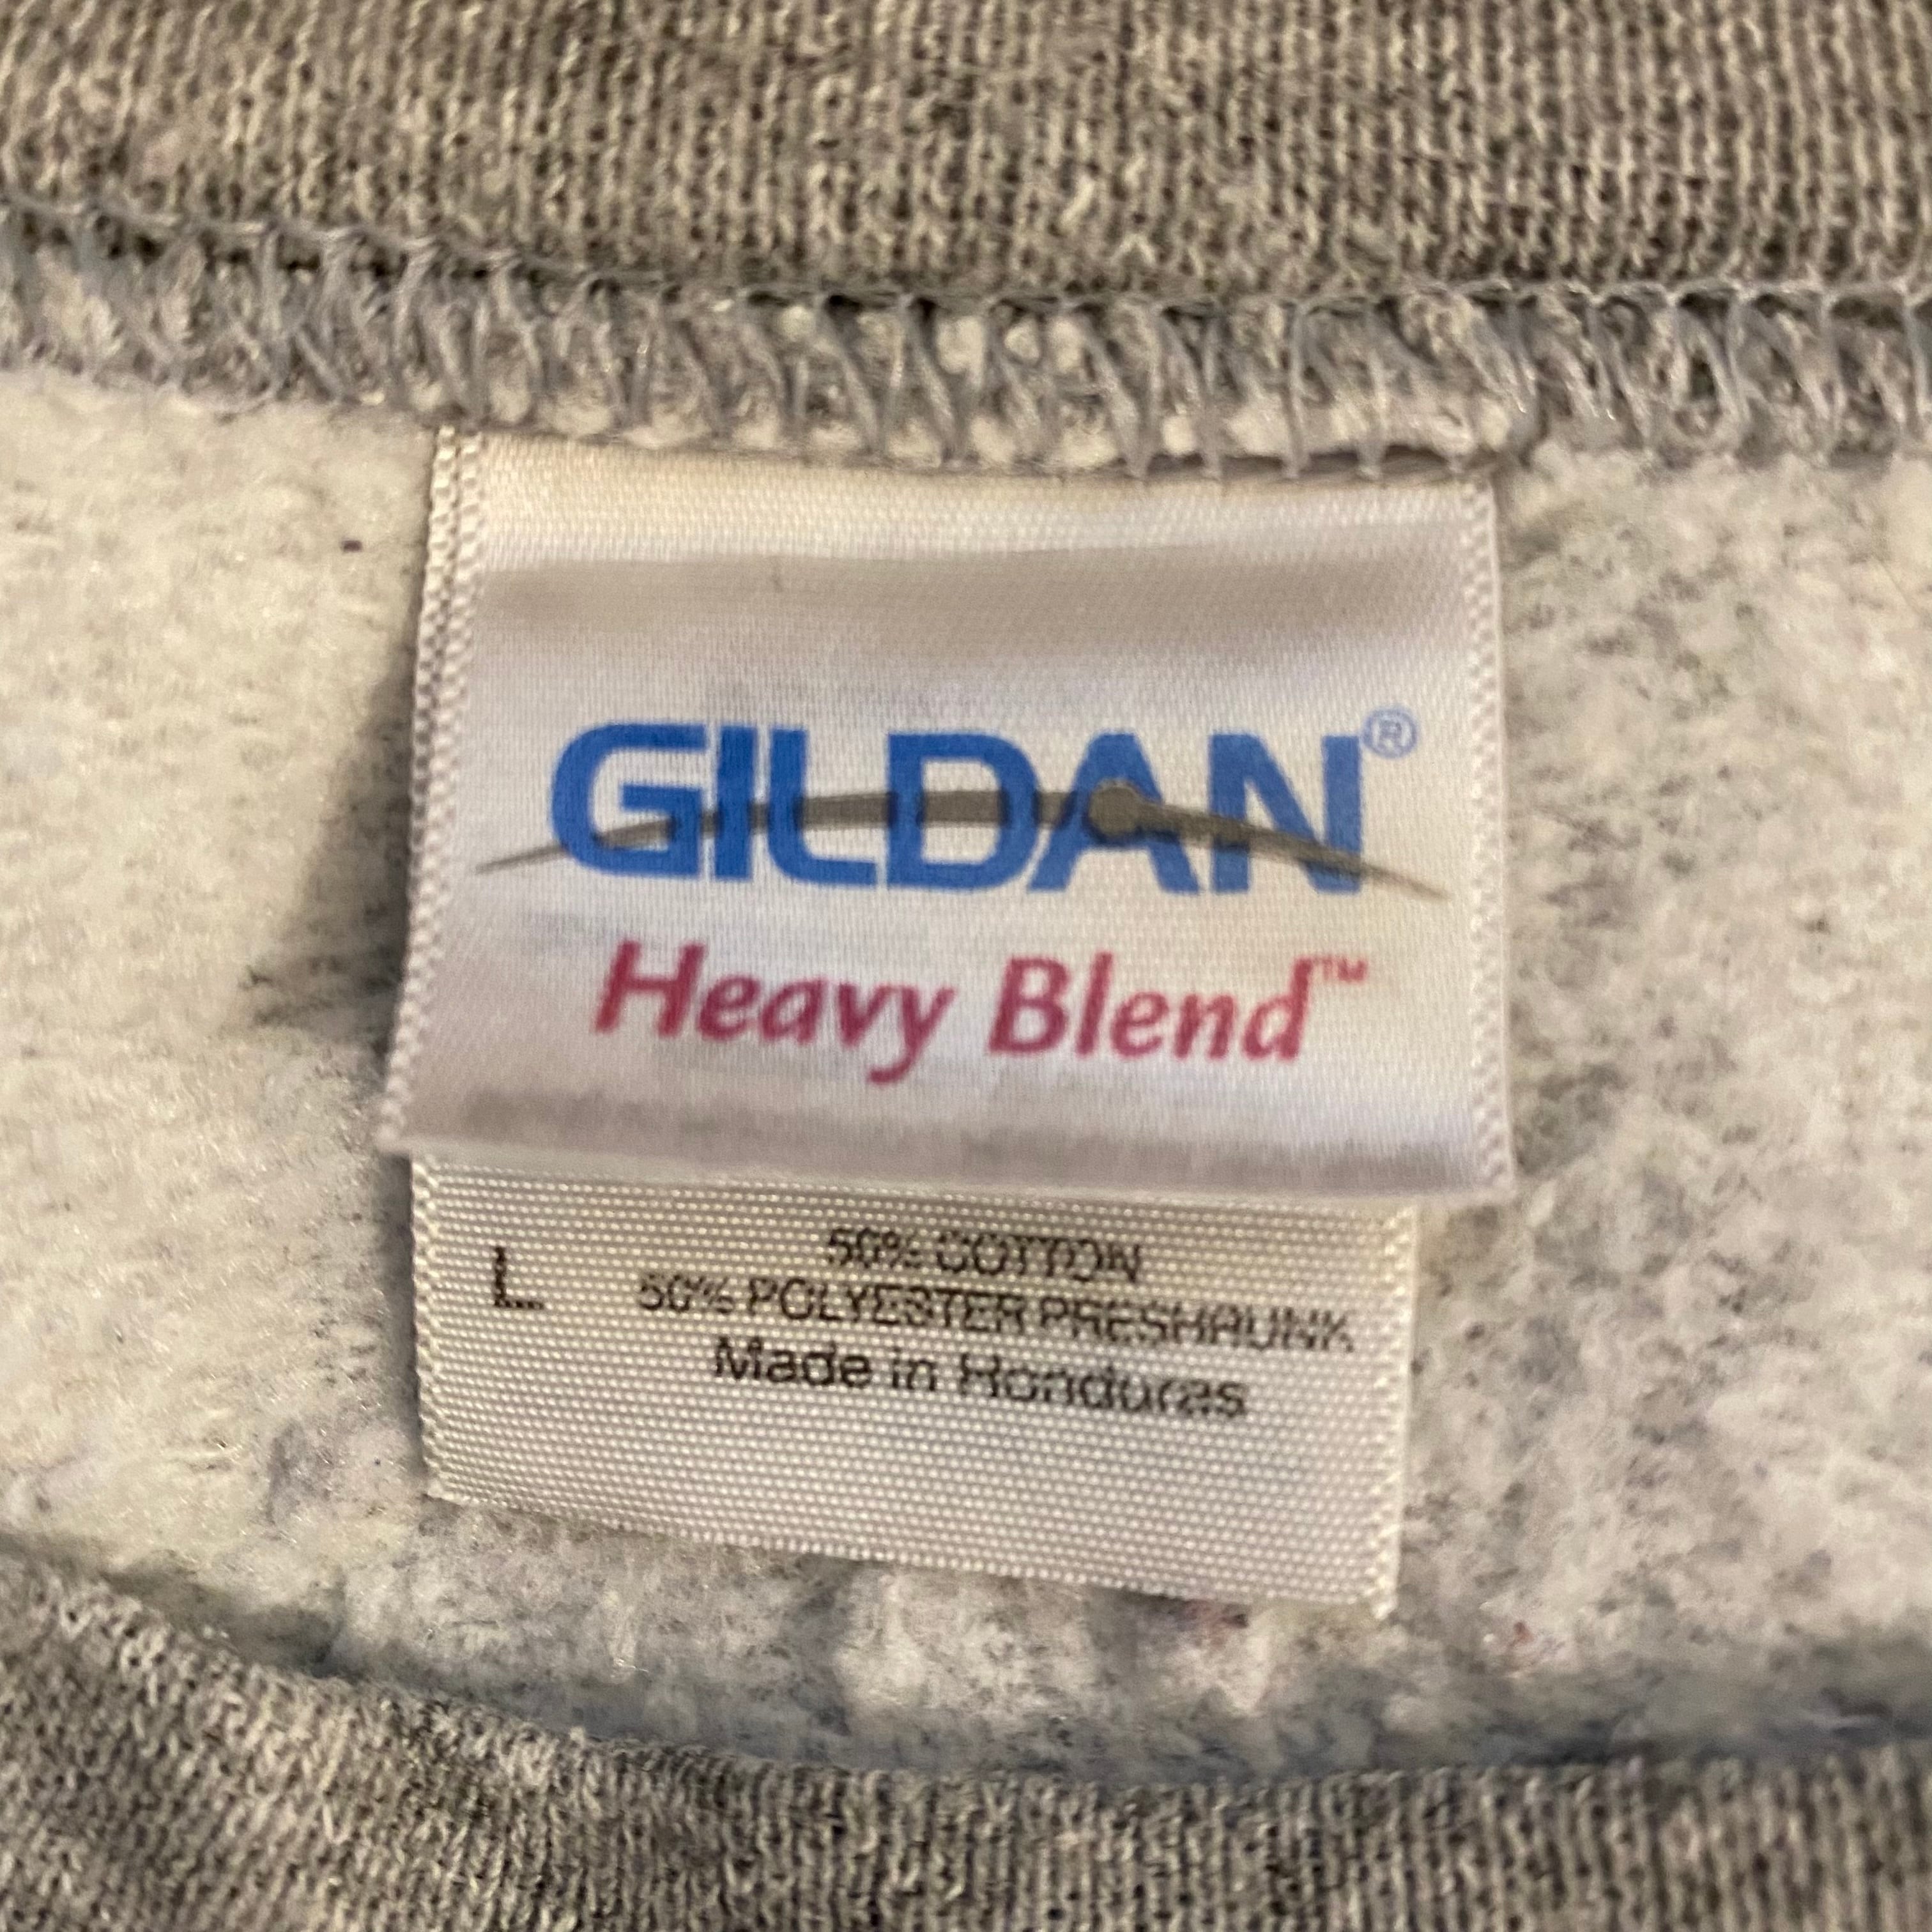 GILDAN®
Heavy Blend™
L
50% COTTON
50% POLYESTER PRESHRUNK
Made in Honduras